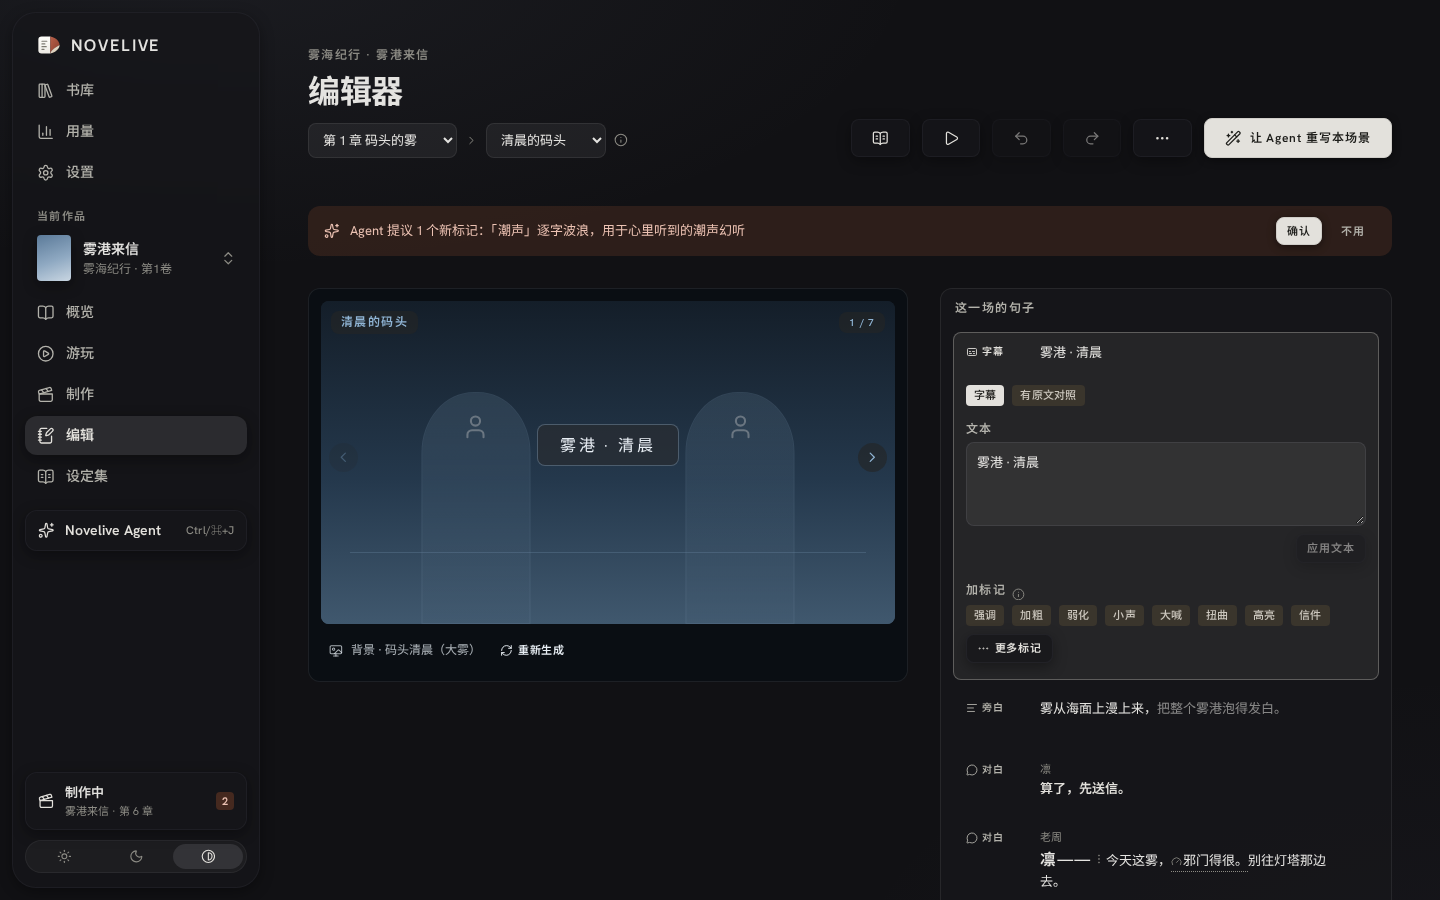 NOVELIVE
书库
用量
设置
当前作品
雾港来信
雾海纪行 · 第1卷
概览
游玩
制作
编辑
设定集
Novelive Agent Ctrl/⌘+J
制作中
雾港来信 · 第 6 章
2
雾海纪行 · 雾港来信
编辑器
第 1 章 码头的雾
清晨的码头
让 Agent 重写本场景
Agent 提议 1 个新标记：「潮声」逐字波浪，用于心里听到的潮声幻听
确认
不用
清晨的码头
1 / 7
雾港 · 清晨
背景 · 码头清晨（大雾）
重新生成
这一场的句子
字幕 雾港 · 清晨
字幕 有原文对照
文本
雾港 · 清晨
应用文本
加标记
强调 加粗 弱化 小声 大喊 扭曲 高亮 信件
更多标记
旁白 雾从海面上漫上来，把整个雾港泡得发白。
对白 凛
算了，先送信。
对白 老周
凛—— 今天这雾，邪门得很。别往灯塔那边
去。